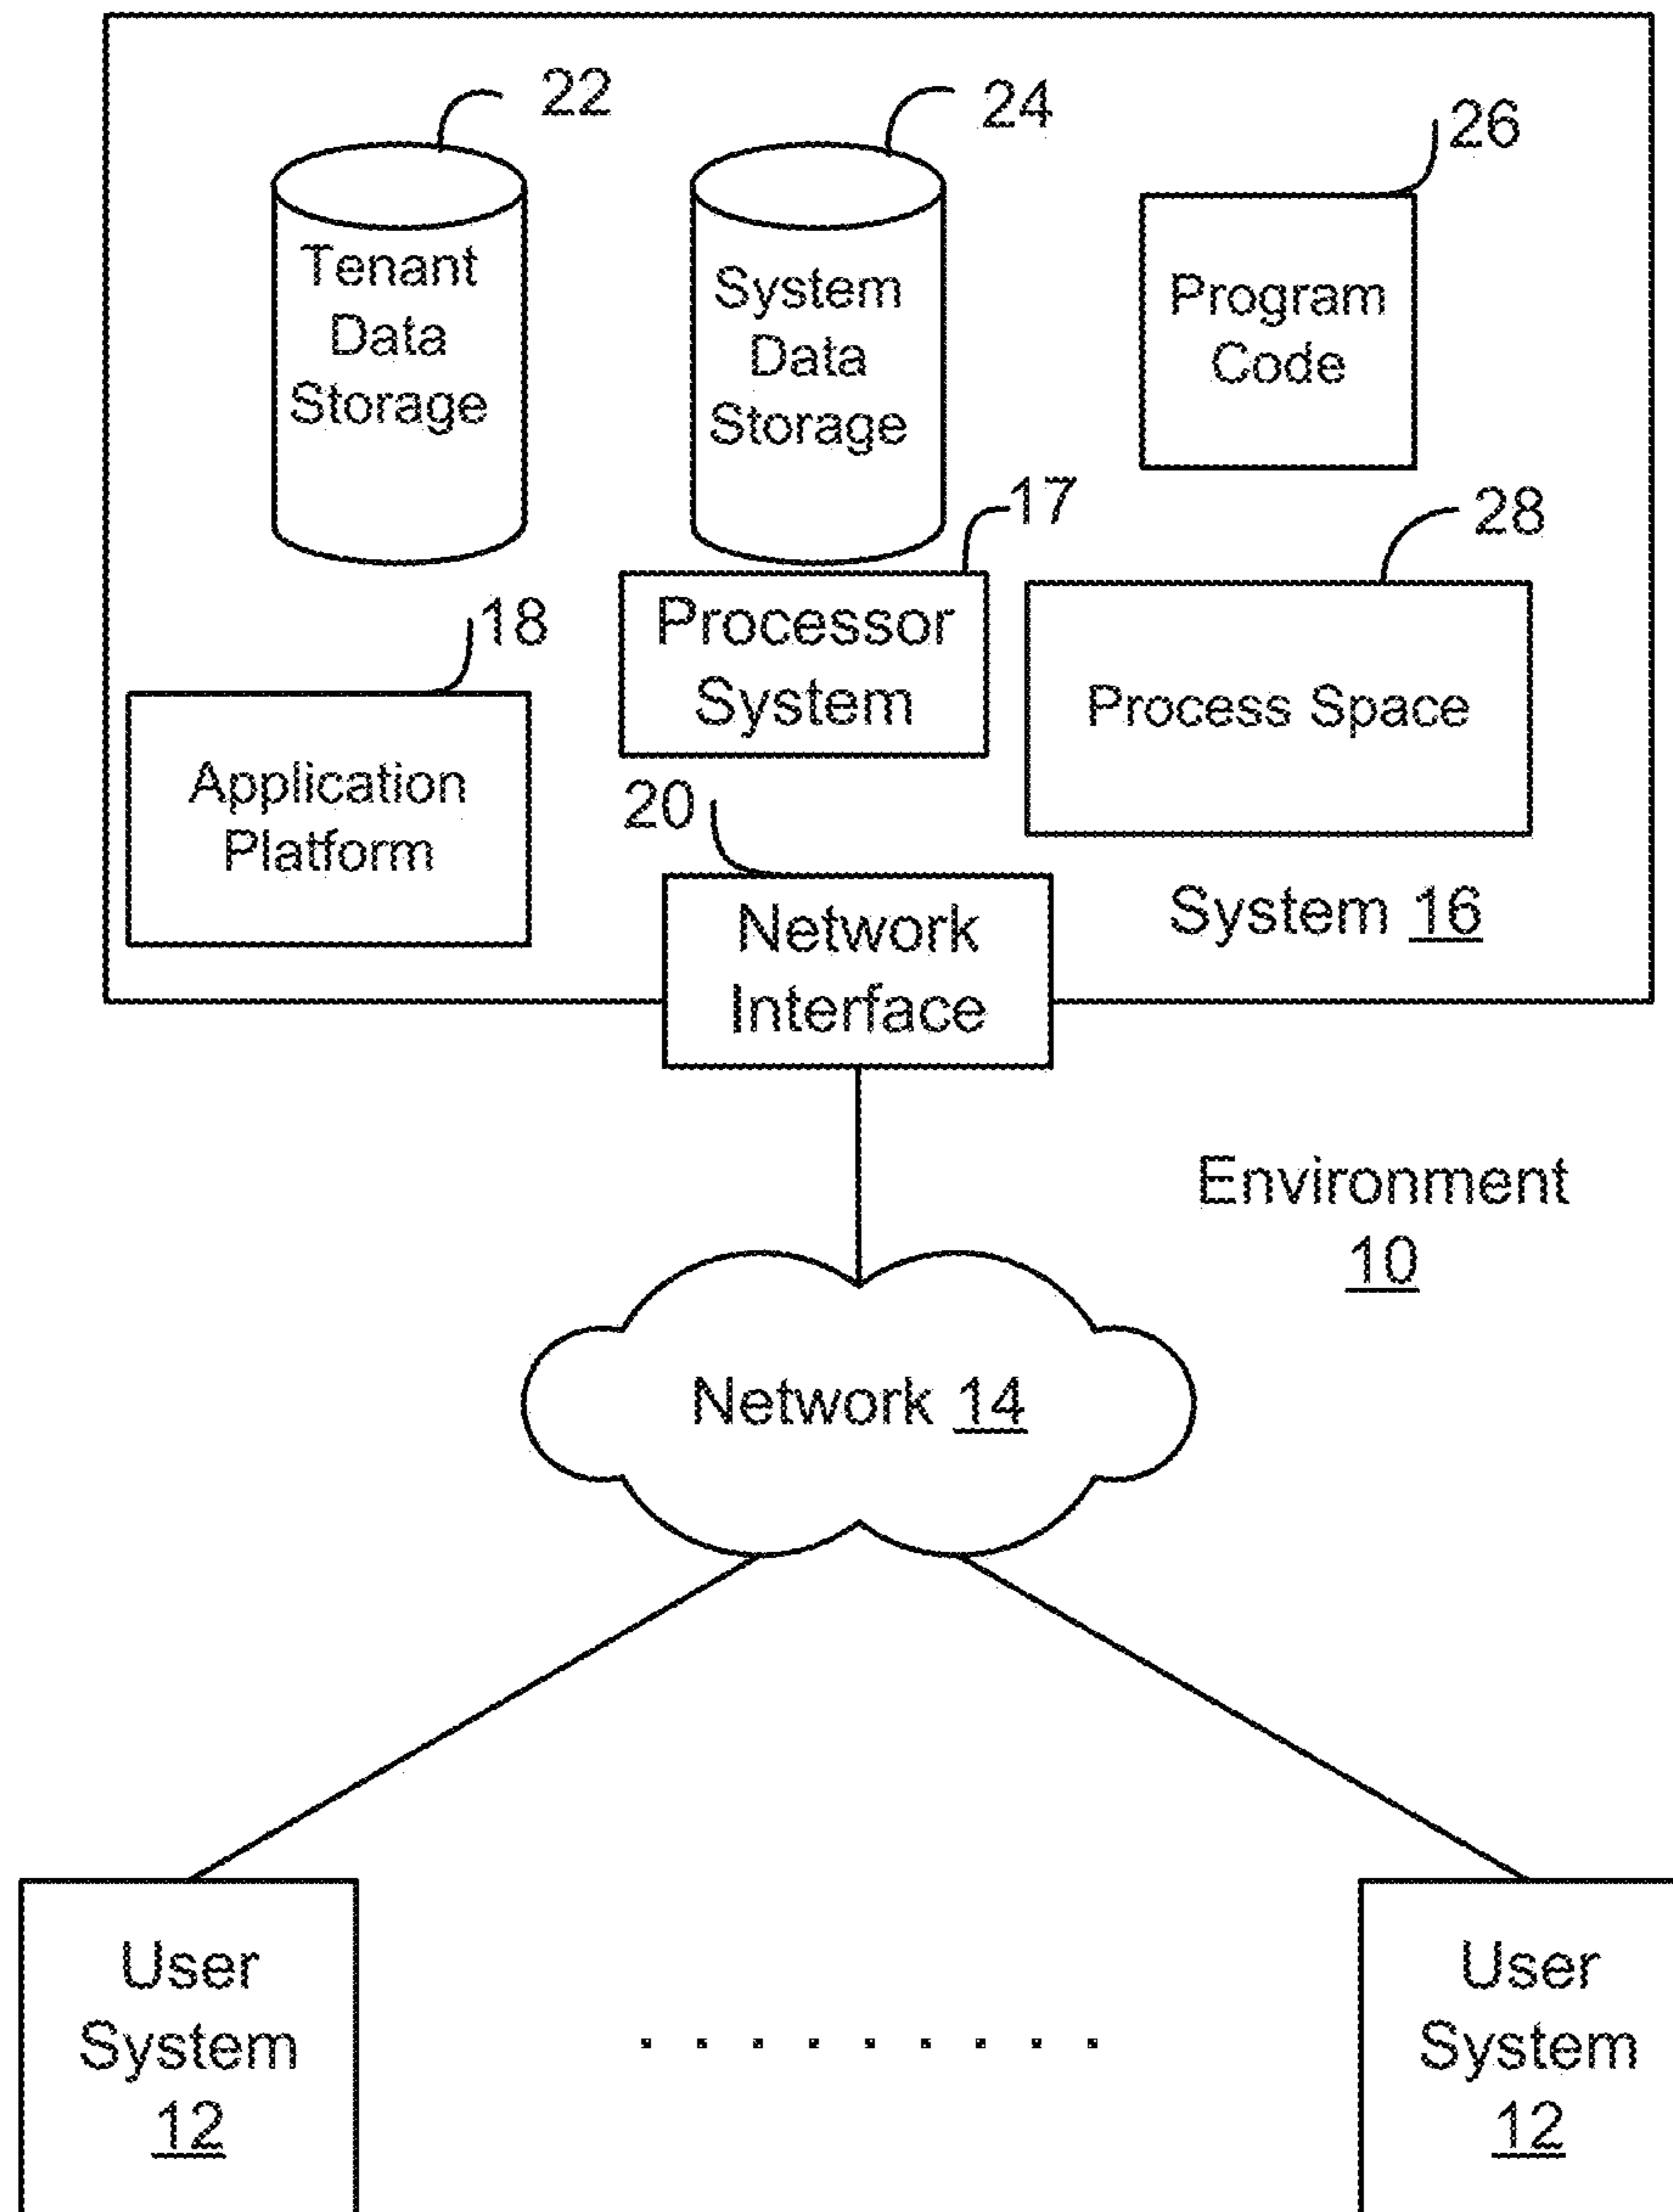 22
24
26
Tenant
Data
Storage
System
Data
Storage
Program
Code
17
28
18
Processor
System
Process Space
Application
Platform
20
Network
Interface
System 16
Environment
10
Network 14
User
System
12
User
System
12